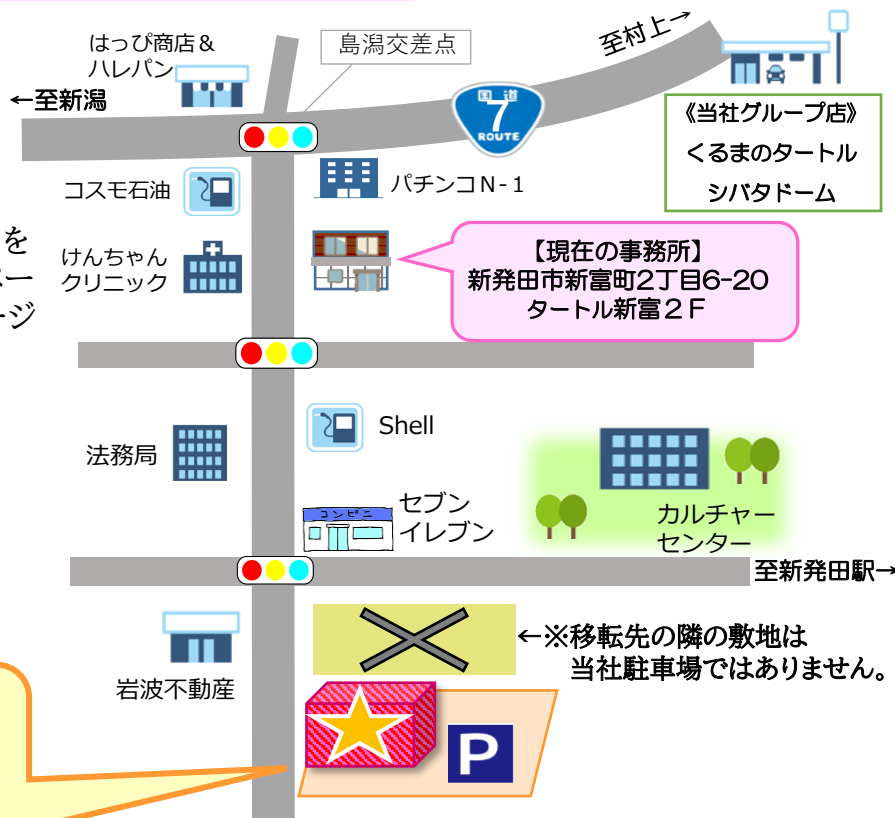 はっぴ商店＆
ハレパン
島潟交差点
至村上→
←至新潟
国道
7
ROUTE
《当社グループ店》
くるまのタートル
シバタドーム
コスモ石油
パチンコN-1
を
けんちゃん
クリニック
ー
ージ
【現在の事務所】
新発田市新富町2丁目6-20
タートル新富２F
法務局
Shell
コンビニ
セブン
イレブン
カルチャー
センター
至新発田駅→
←※移転先の隣の敷地は
当社駐車場ではありません。
岩波不動産
P